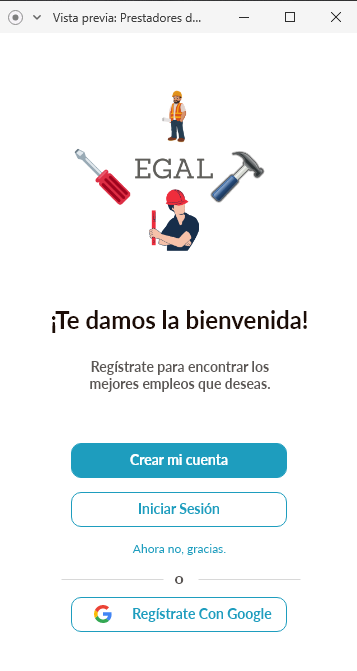 Vista previa: Prestadores d...
EGAL
¡Te damos la bienvenida!
Regístrate para encontrar los
mejores empleos que deseas.
Crear mi cuenta
Iniciar Sesión
Ahora no, gracias.
O
Regístrate Con Google